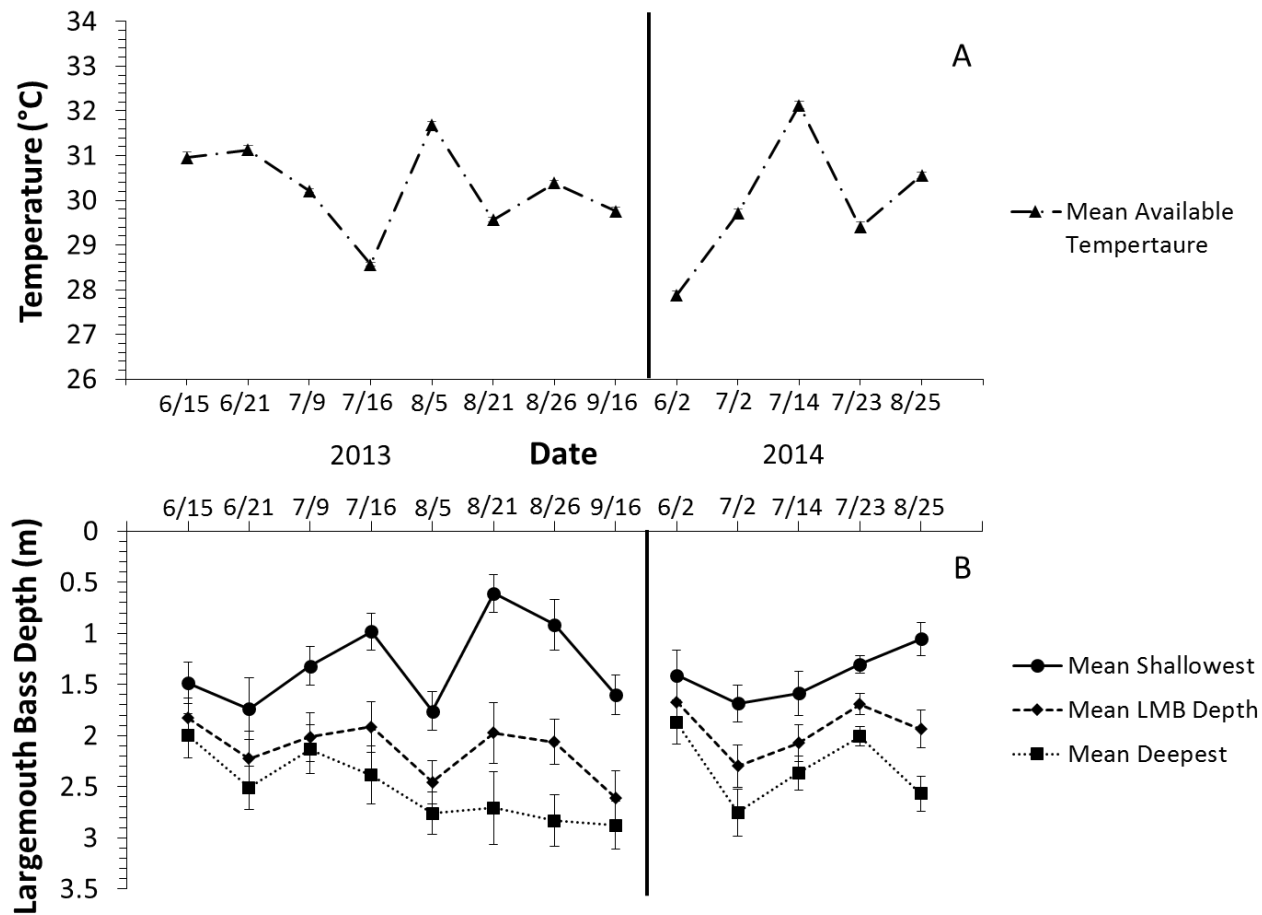 34
33
32
31
30
29
28
27
26
Temperature (°C)
A
Mean Available
Tempertaure
6/15 6/21 7/9 7/16 8/5 8/21 8/26 9/16 6/2 7/2 7/14 7/23 8/25
2013 Date 2014
6/15 6/21 7/9 7/16 8/5 8/21 8/26 9/16 6/2 7/2 7/14 7/23 8/25
0
0.5
1
1.5
2
2.5
3
3.5
Largemouth Bass Depth (m)
B
Mean Shallowest
Mean LMB Depth
Mean Deepest